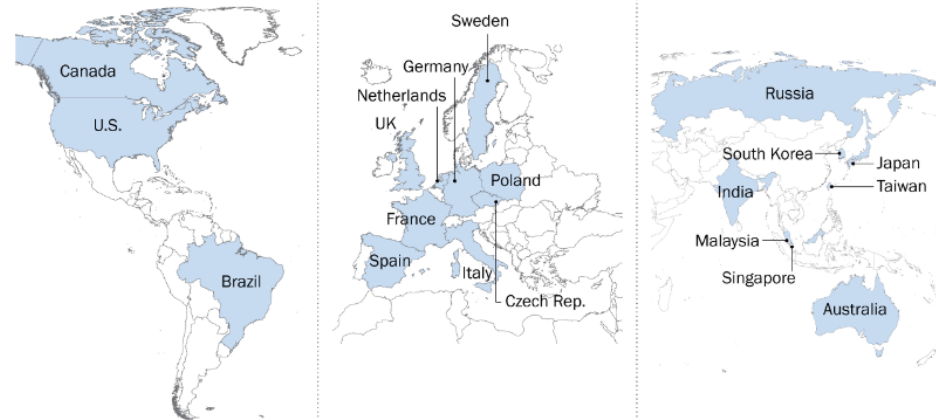 Canada
U.S.
Brazil
Sweden
Germany
Netherlands
UK
Poland
France
Spain
Italy
Czech Rep.
Russia
South Korea
Japan
Taiwan
India
Malaysia
Singapore
Australia